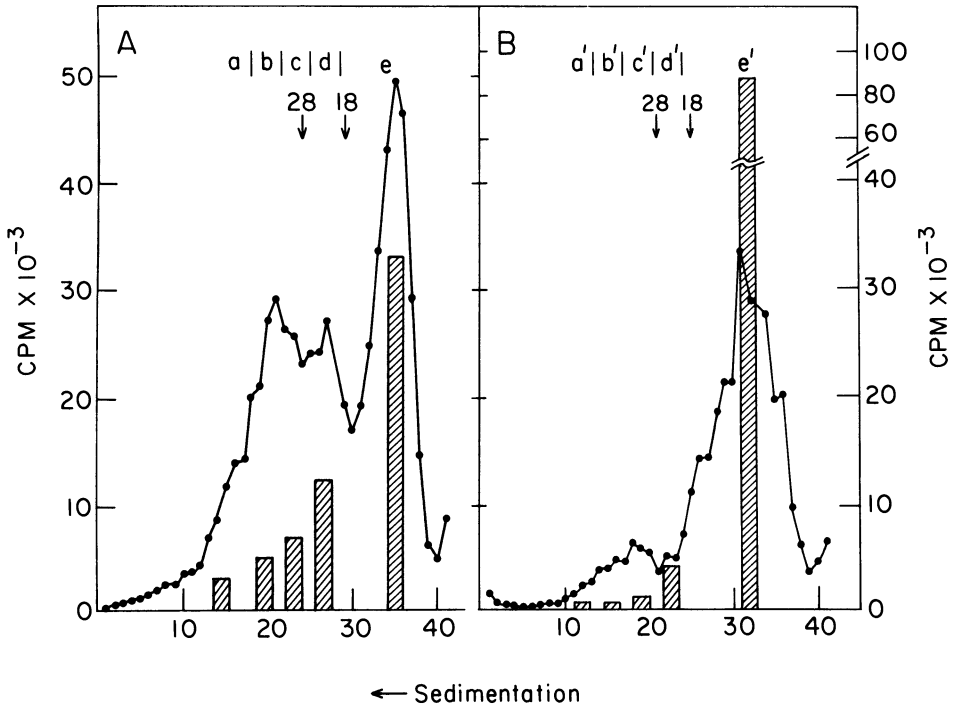 A
a | b | c | d |
e
28 18
B
a' | b' | c' | d' |
e'
28 18
50
40
30
20
10
0
CPM X 10⁻³
100
80
60
40
30
20
10
0
CPM X 10⁻³
10 20 30 40
10 20 30 40
← Sedimentation